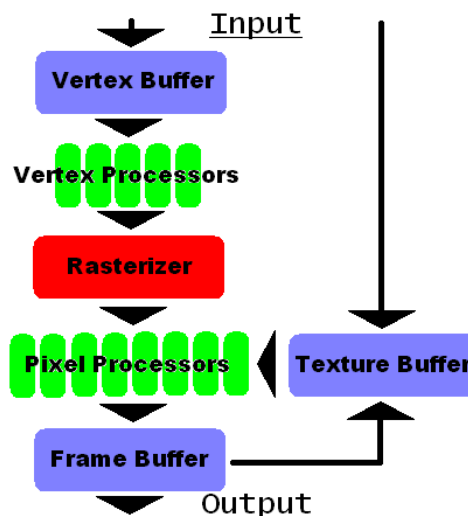 Input
Vertex Buffer
Vertex Processors
Rasterizer
Pixel Processors
Texture Buffer
Frame Buffer
Output